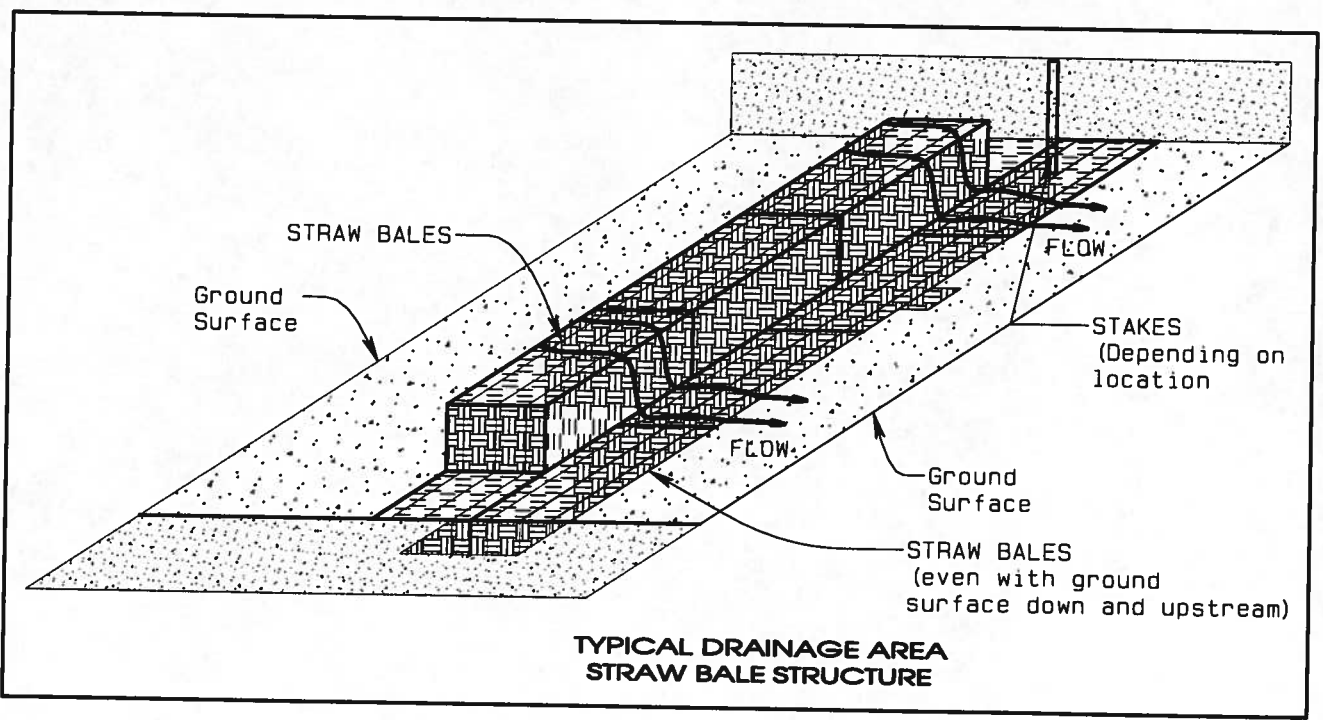 STRAW BALES
Ground
Surface
FLOW
STAKES
(Depending on
location
FLOW
Ground
Surface
STRAW BALES
(even with ground
surface down and upstream)
TYPICAL DRAINAGE AREA
STRAW BALE STRUCTURE